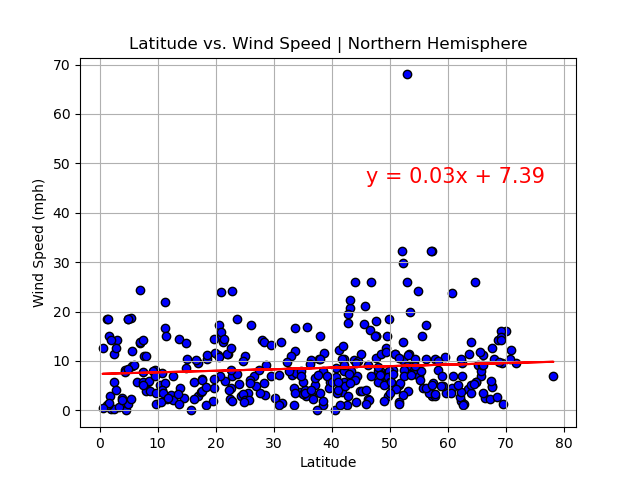 Latitude vs. Wind Speed | Northern Hemisphere
70
60
50
40
30
20
10
0
Wind Speed (mph)
y = 0.03x + 7.39
0 10 20 30 40 50 60 70 80
Latitude